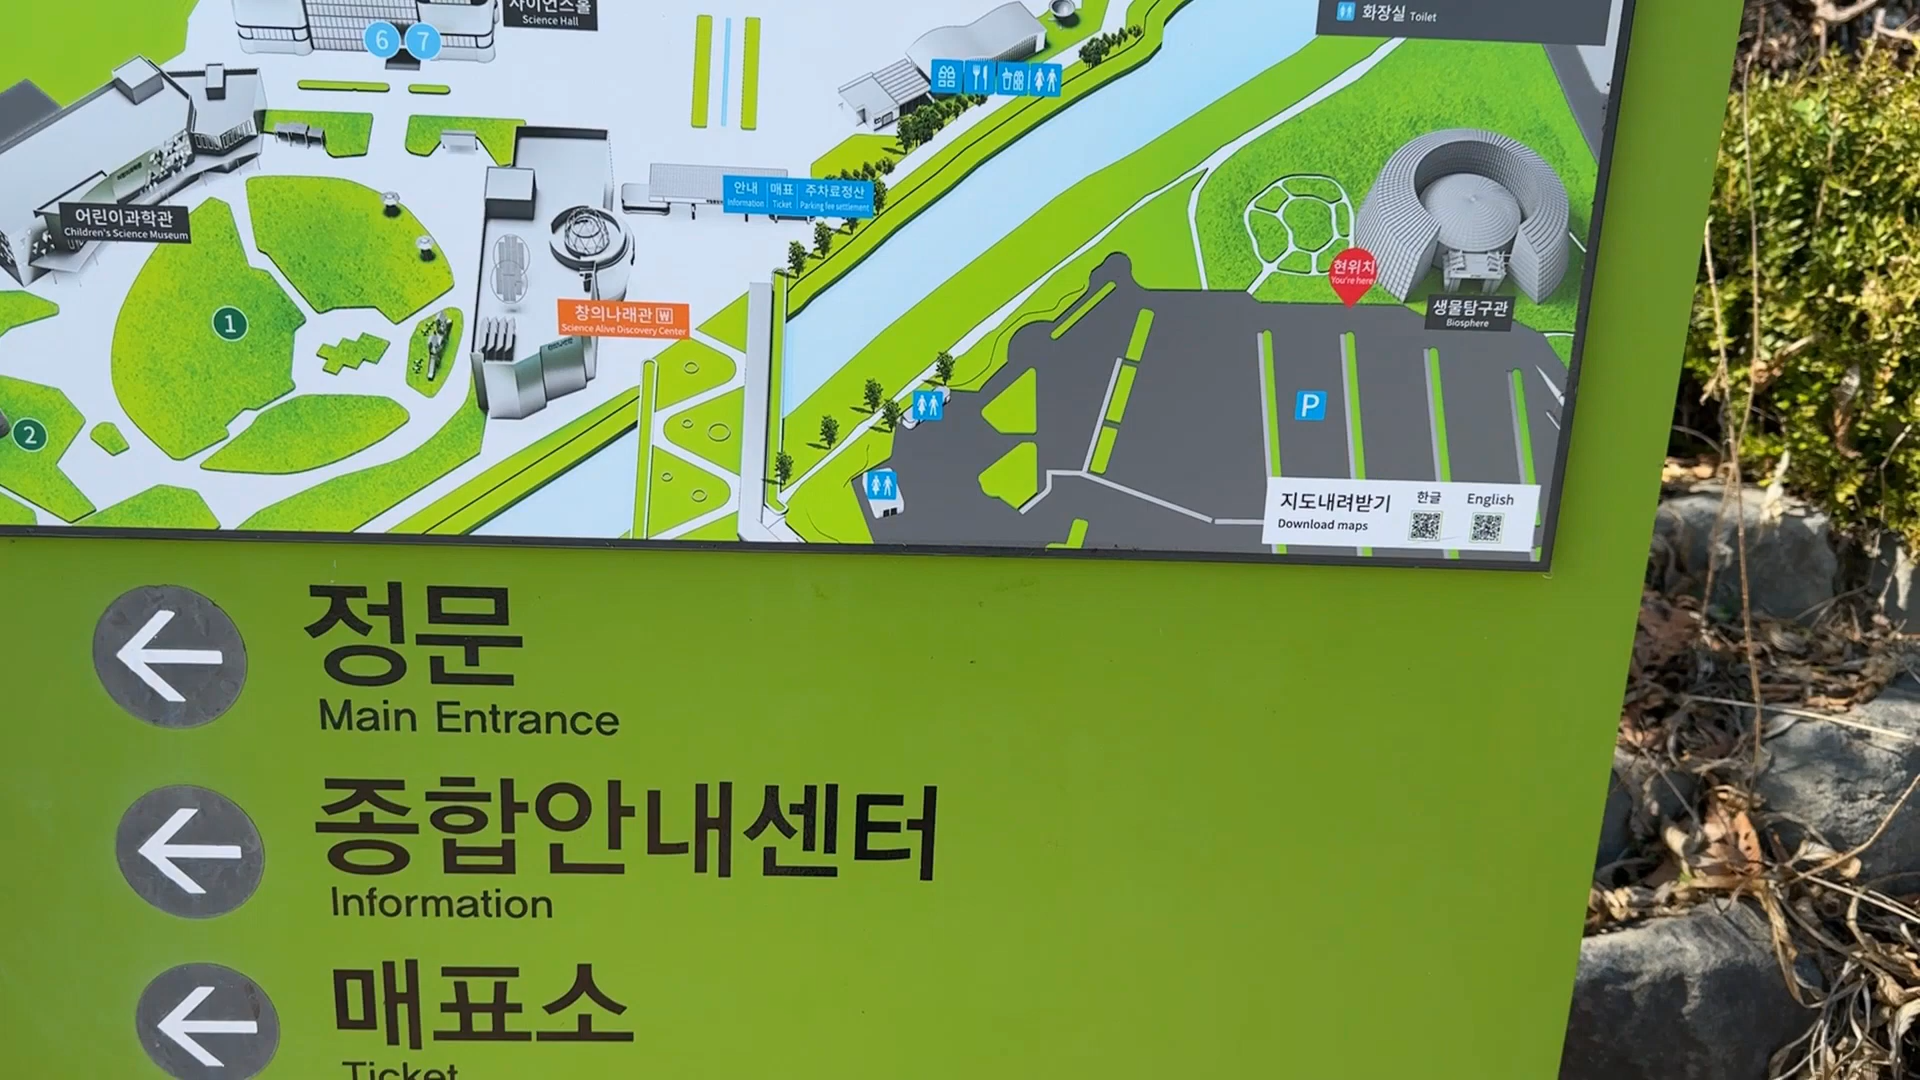 사이언스홀
Science Hall
화장실 Toilet
6 7
안내 매표 주차료정산
Information Ticket Parking fee settlement
어린이과학관
Children's Science Museum
현위치
You're here
생물탐구관
Biosphere
창의나래관 W
Science Alive Discovery Center
1
P
2
지도내려받기 한글 English
Download maps
정문
Main Entrance
종합안내센터
Information
매표소
Ticket